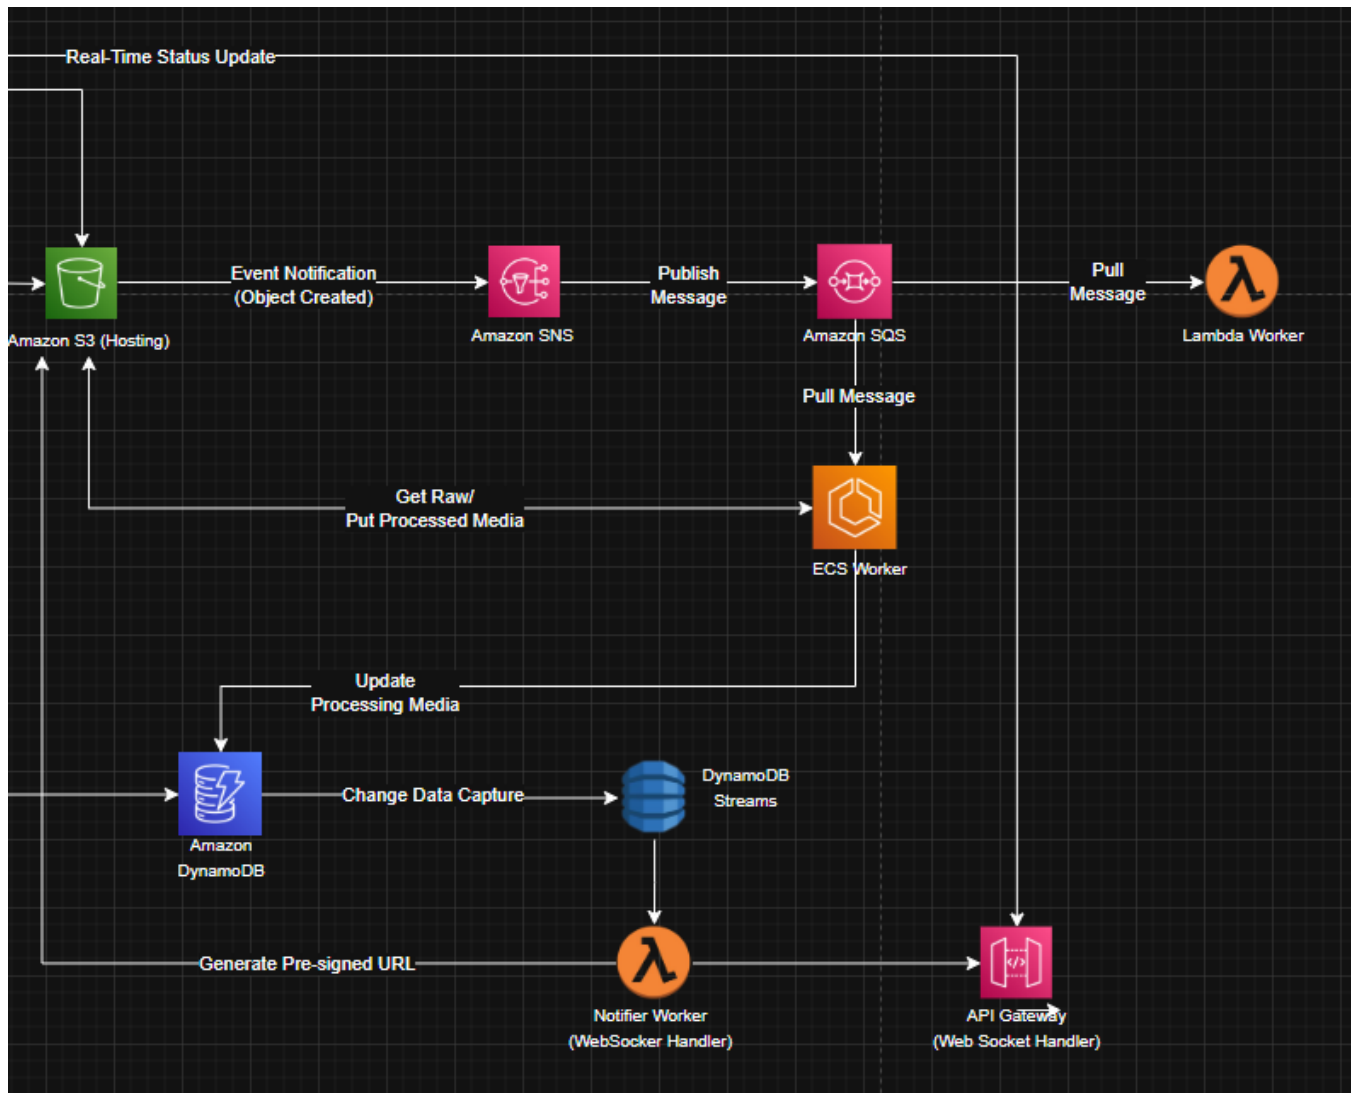 Real-Time Status Update
Event Notification
(Object Created)
Publish
Message
Pull
Message
Amazon S3 (Hosting)
Amazon SNS
Amazon SQS
Lambda Worker
Pull Message
Get Raw/
Put Processed Media
ECS Worker
Update
Processing Media
Change Data Capture
DynamoDB
Streams
Amazon
DynamoDB
Generate Pre-signed URL
Notifier Worker
(WebSocker Handler)
API Gateway
(Web Socket Handler)